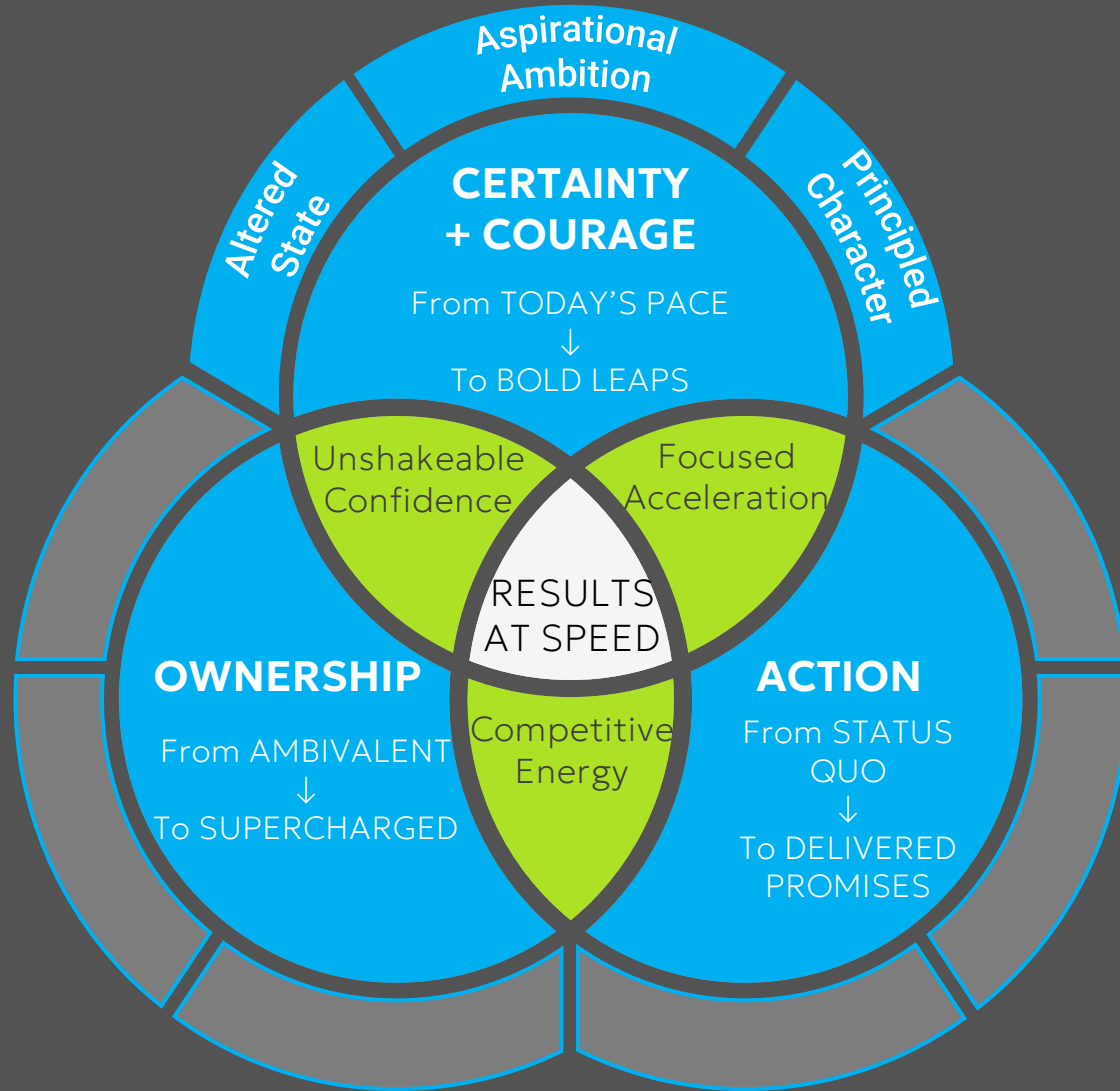 Aspirational
Ambition
Altered
State
Principled
Character
CERTAINTY
+ COURAGE
From TODAY'S PACE
↓
To BOLD LEAPS
Unshakeable
Confidence
Focused
Acceleration
RESULTS
AT SPEED
OWNERSHIP
From AMBIVALENT
↓
To SUPERCHARGED
Competitive
Energy
ACTION
From STATUS
QUO
↓
To DELIVERED
PROMISES